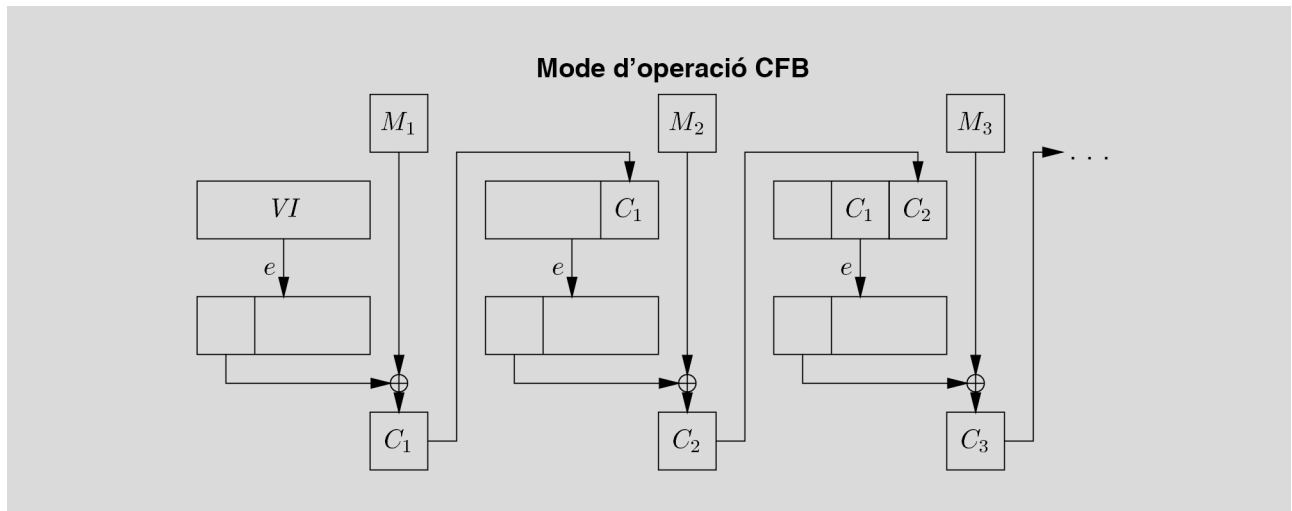 Mode d'operació CFB
M₁ M₂ M₃
. . .
VI C₁ C₁ C₂
e e e
C₁ C₂ C₃